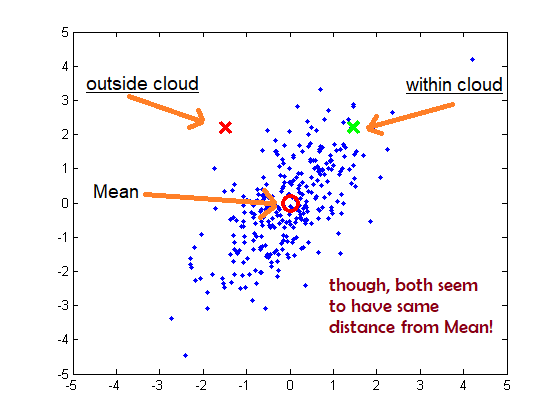 5
4
outside cloud
within cloud
3
2
1
Mean
0
-1
-2
though, both seem
to have same
-3
distance from Mean!
-4
-5
-5 -4 -3 -2 -1 0 1 2 3 4 5